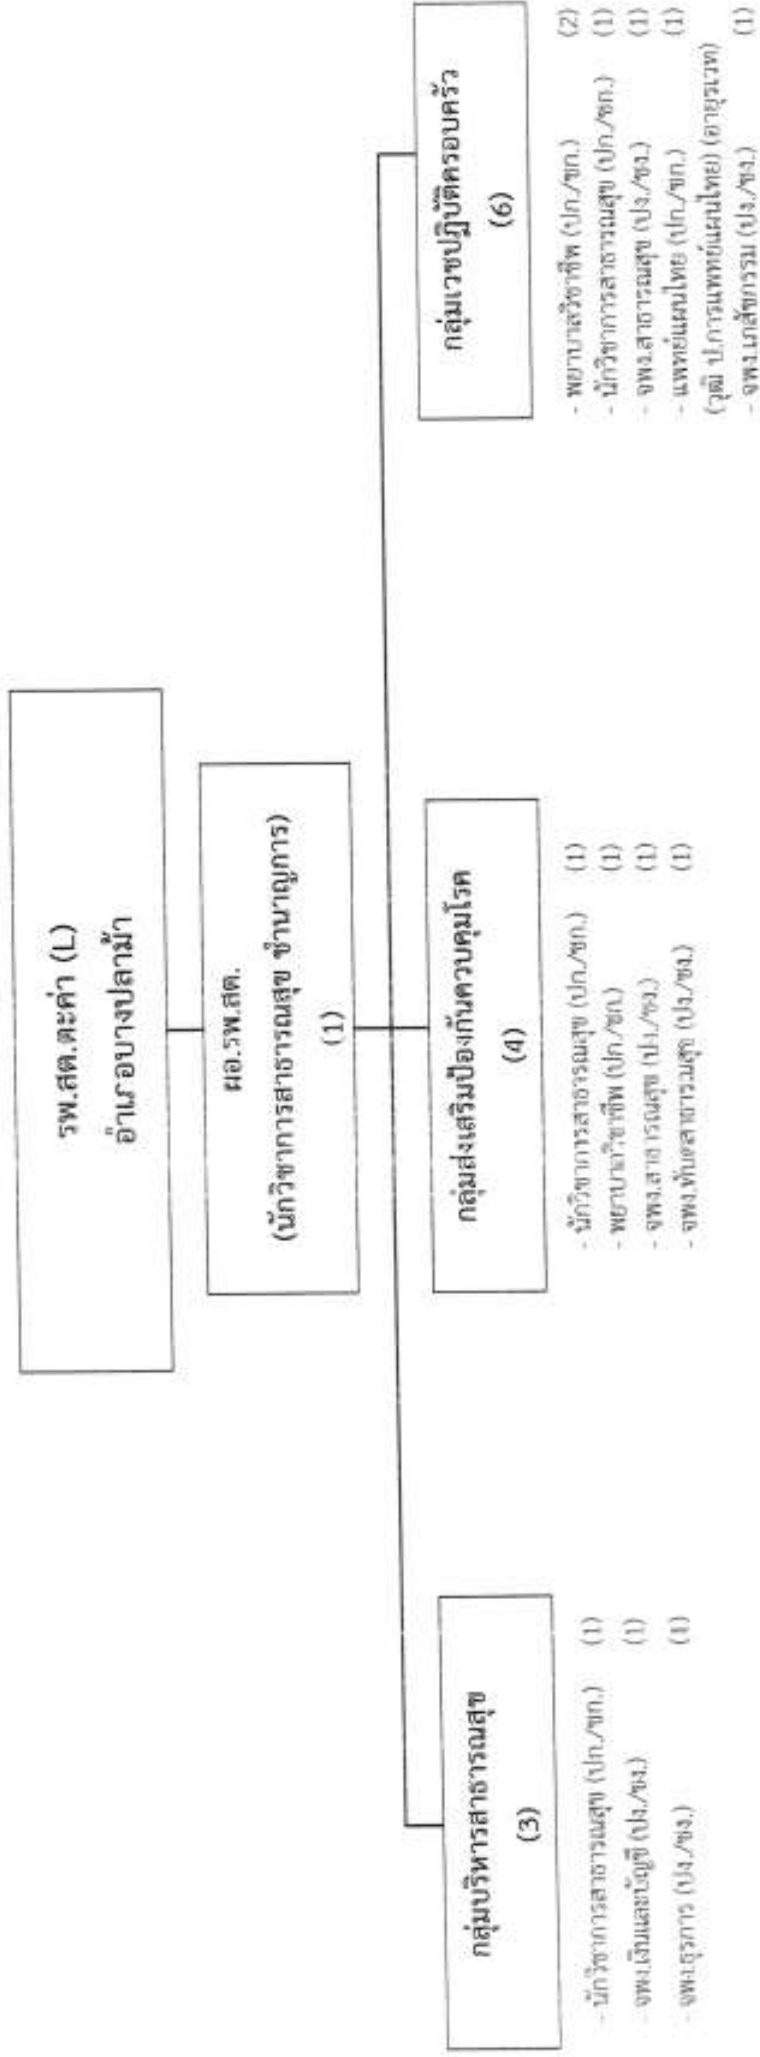 รพ.สต.ตะค่า (L)
อำเภอบางปลาม้า
ผอ.รพ.สต.
(นักวิชาการสาธารณสุข ชำนาญการ)
(1)
กลุ่มบริหารสาธารณสุข
(3)
- นักวิชาการสาธารณสุข (ปก./ชก.) (1)
- จพง.เงินและบัญชี (ปง./ชง.) (1)
- จพง.ธุรการ (ปง./ชง.) (1)
กลุ่มส่งเสริมป้องกันควบคุมโรค
(4)
- นักวิชาการสาธารณสุข (ปก./ชก.) (1)
- พยาบาลวิชาชีพ (ปก./ชก.) (1)
- จพง.สาธารณสุข (ปง./ชง.) (1)
- จพง.ทันตสาธารณสุข (ปง./ชง.) (1)
กลุ่มเวชปฏิบัติครอบครัว
(6)
- พยาบาลวิชาชีพ (ปก./ชก.) (2)
- นักวิชาการสาธารณสุข (ปก./ชก.) (1)
- จพง.สาธารณสุข (ปง./ชง.) (1)
- แพทย์แผนไทย (ปก./ชก.) (1)
(วุฒิ ป.การแพทย์แผนไทย) (อายุรเวท)
- จพง.เภสัชกรรม (ปง./ชง.) (1)